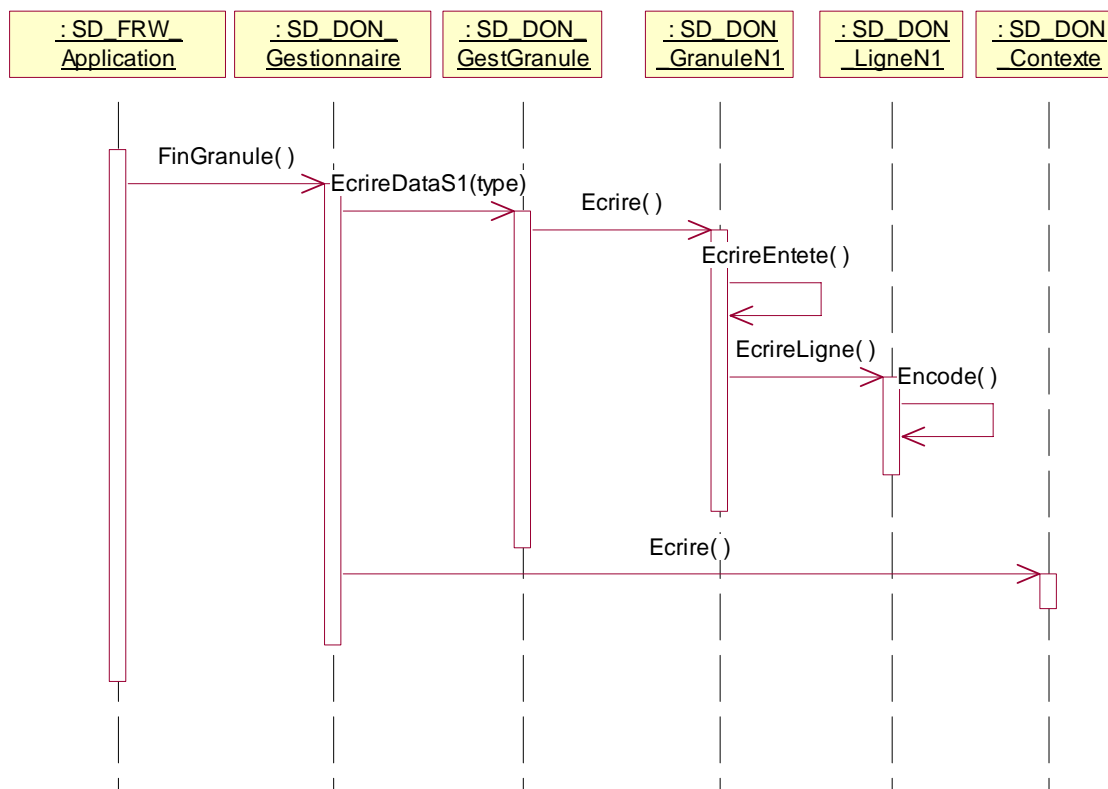 : SD_FRW_
Application
: SD_DON_
Gestionnaire
: SD_DON_
GestGranule
: SD_DON
_GranuleN1
: SD_DON
_LigneN1
: SD_DON
_Contexte
FinGranule( )
EcrireDataS1(type)
Ecrire( )
EcrireEntete( )
EcrireLigne( )
Encode( )
Ecrire( )